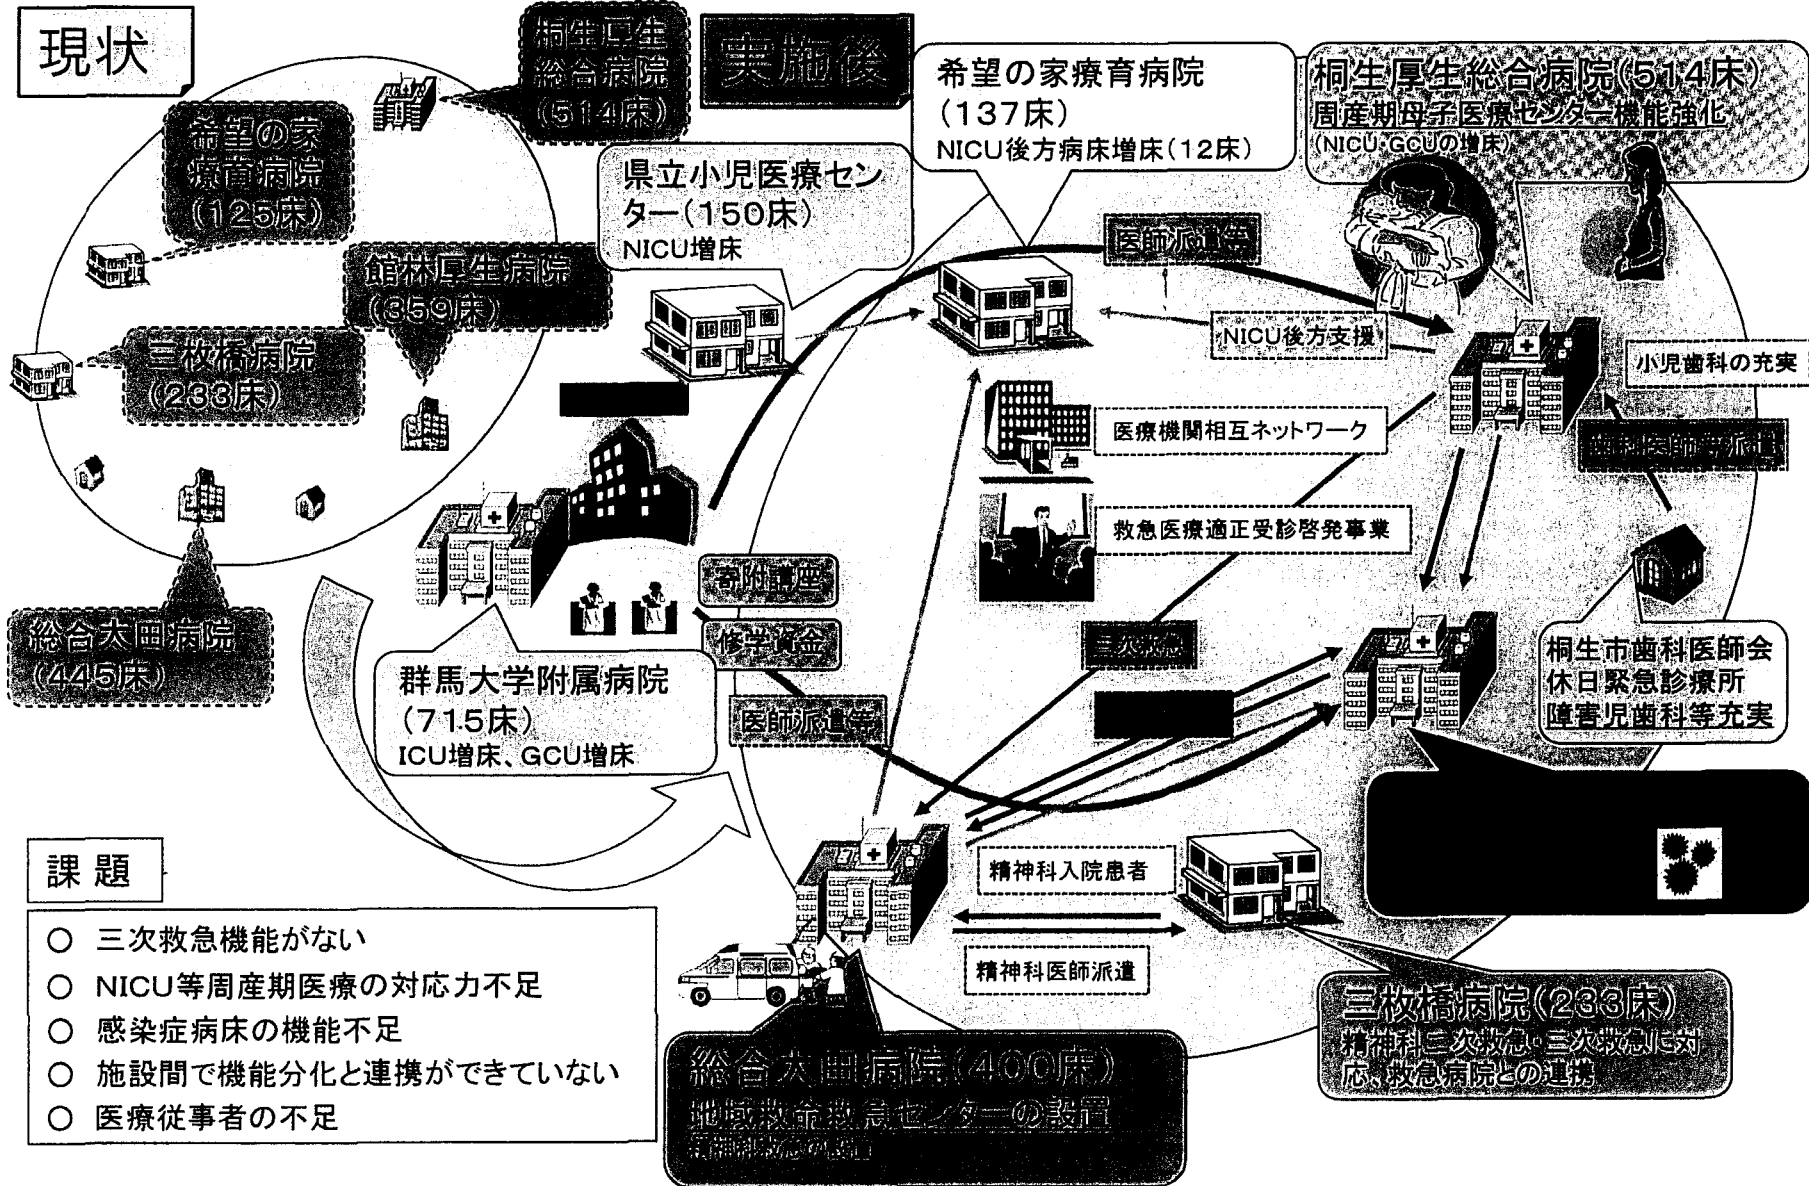 現状
桐生厚生
総合病院
(514床)
希望の家
療育病院
(125床)
館林厚生病院
(359床)
三枚橋病院
(233床)
総合太田病院
(445床)
実施後
県立小児医療セン
ター(150床)
NICU増床
希望の家療育病院
(137床)
NICU後方病床増床(12床)
桐生厚生総合病院(514床)
周産期母子医療センター機能強化
(NICU・GCUの増床)
医師派遣等
NICU後方支援
小児歯科の充実
歯科医師等派遣
医療機関相互ネットワーク
救急医療適正受診啓発事業
寄附講座
修学資金
医師派遣等
三次救急
群馬大学附属病院
(715床)
ICU増床、GCU増床
桐生市歯科医師会
休日緊急診療所
障害児歯科等充実
精神科入院患者
精神科医師派遣
三枚橋病院(233床)
精神科二次救急・三次救急に対
応、救急病院との連携
総合太田病院(400床)
地域救命救急センターの設置
精神科救急の設置
課題
○ 三次救急機能がない
○ NICU等周産期医療の対応力不足
○ 感染症病床の機能不足
○ 施設間で機能分化と連携ができていない
○ 医療従事者の不足